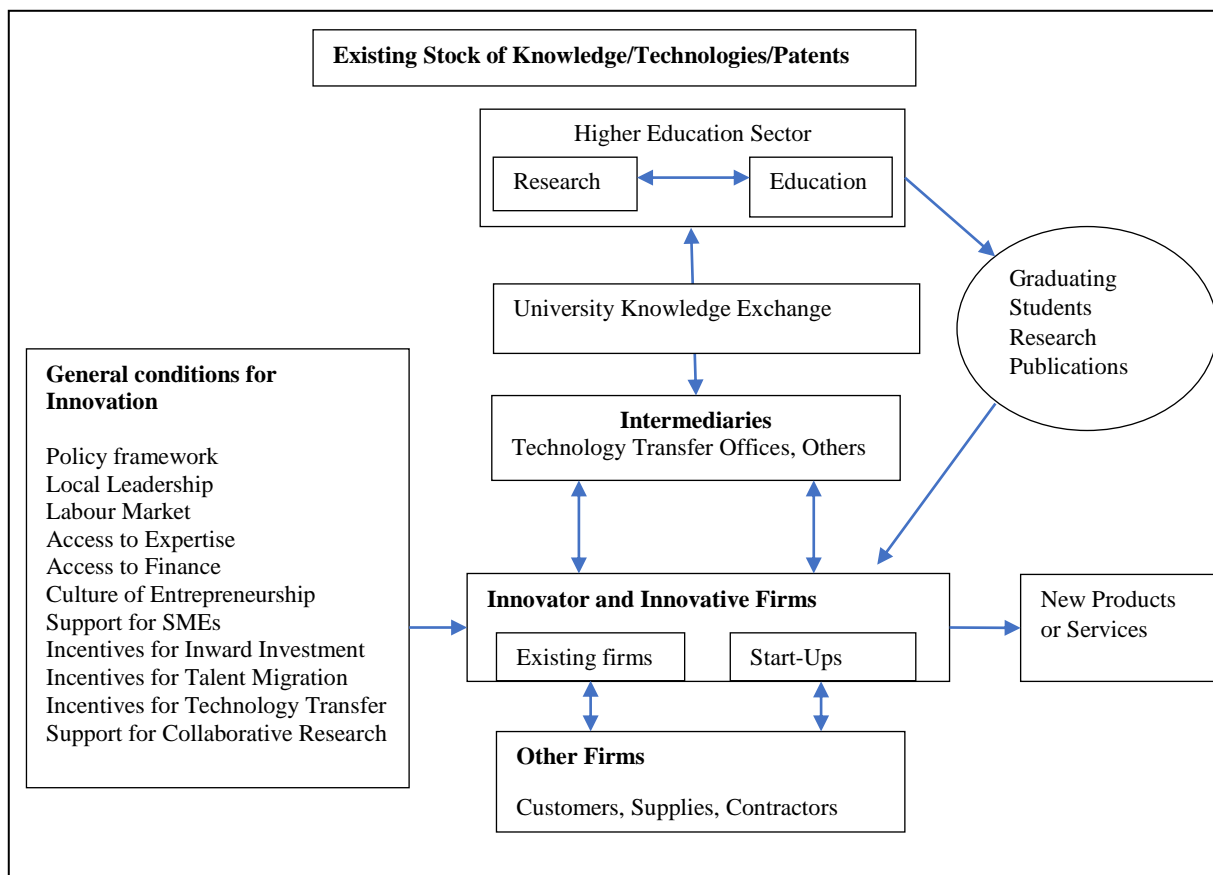 Existing Stock of Knowledge/Technologies/Patents
Higher Education Sector
Research
Education
University Knowledge Exchange
Graduating
Students
Research
Publications
General conditions for
Innovation
Policy framework
Local Leadership
Labour Market
Access to Expertise
Access to Finance
Culture of Entrepreneurship
Support for SMEs
Incentives for Inward Investment
Incentives for Talent Migration
Incentives for Technology Transfer
Support for Collaborative Research
Intermediaries
Technology Transfer Offices, Others
Innovator and Innovative Firms
Existing firms
Start-Ups
New Products
or Services
Other Firms
Customers, Supplies, Contractors